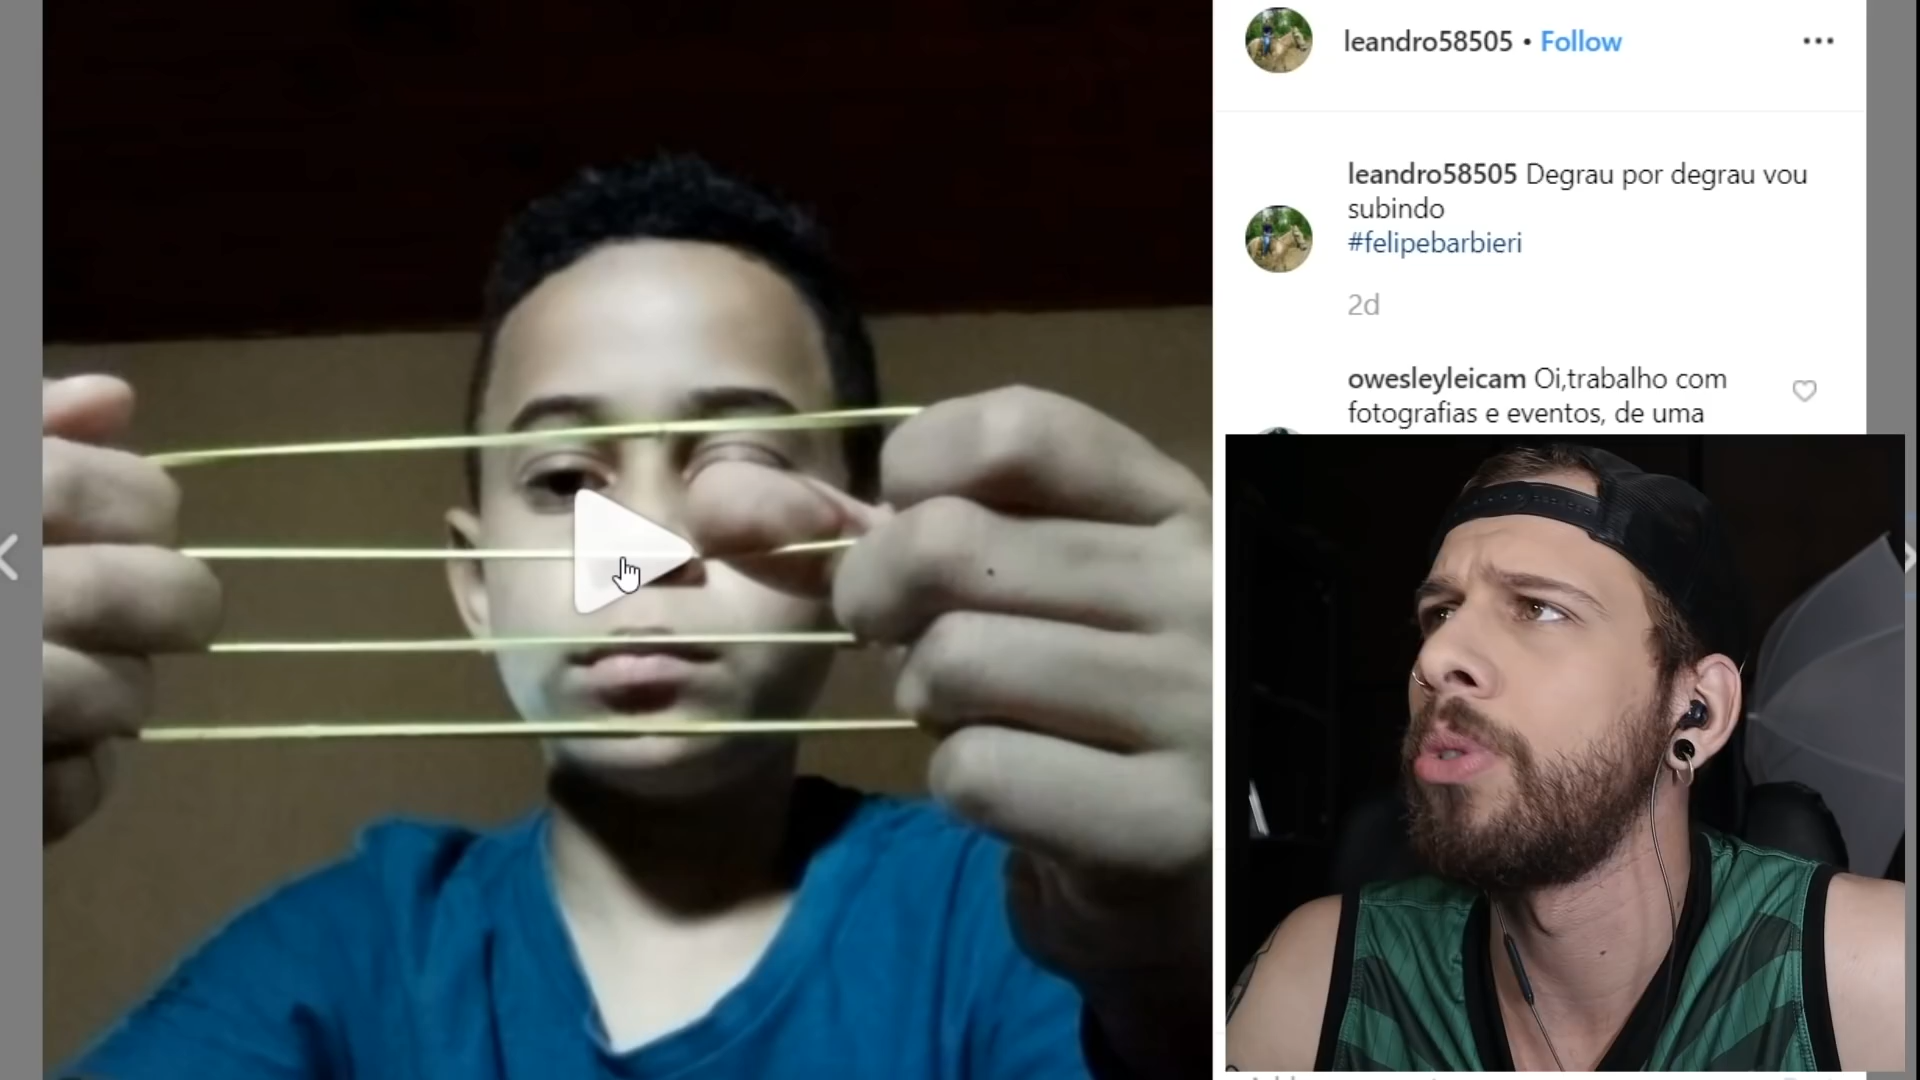 leandro58505 • Follow
leandro58505 Degrau por degrau vou
subindo
#felipebarbieri
2d
owesleyleicam Oi,trabalho com
fotografias e eventos, de uma